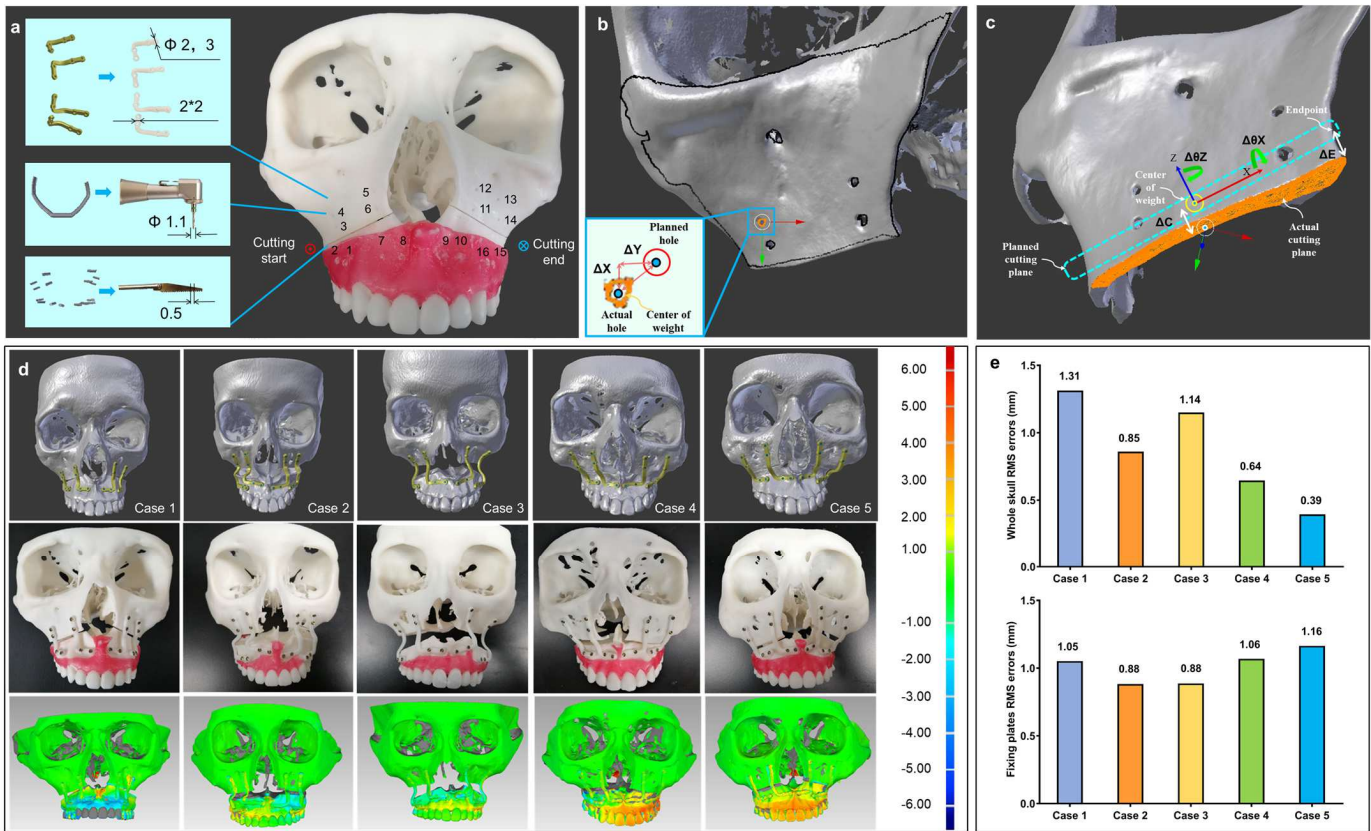 a
Φ 2, 3
2*2
Φ 1.1
0.5
5
12
4
6
13
11
3
14
Cutting
start
2
1
7
8
9
10
16
15
Cutting
end
b
Planned
hole
ΔY
ΔX
Actual
hole
Center of
weight
c
Endpoint
ΔθX
ΔθZ
ΔE
Z
X
Center
of
weight
ΔC
Actual
cutting
plane
Planned
cutting
plane
d
Case 1
Case 2
Case 3
Case 4
Case 5
6.00
5.00
4.00
3.00
2.00
1.00
-1.00
-2.00
-3.00
-4.00
-5.00
-6.00
e
Whole skull RMS errors (mm)
1.5
1.0
0.5
0.0
1.31
0.85
1.14
0.64
0.39
Case 1
Case 2
Case 3
Case 4
Case 5
Fixing plates RMS errors (mm)
1.5
1.0
0.5
0.0
1.05
0.88
0.88
1.06
1.16
Case 1
Case 2
Case 3
Case 4
Case 5